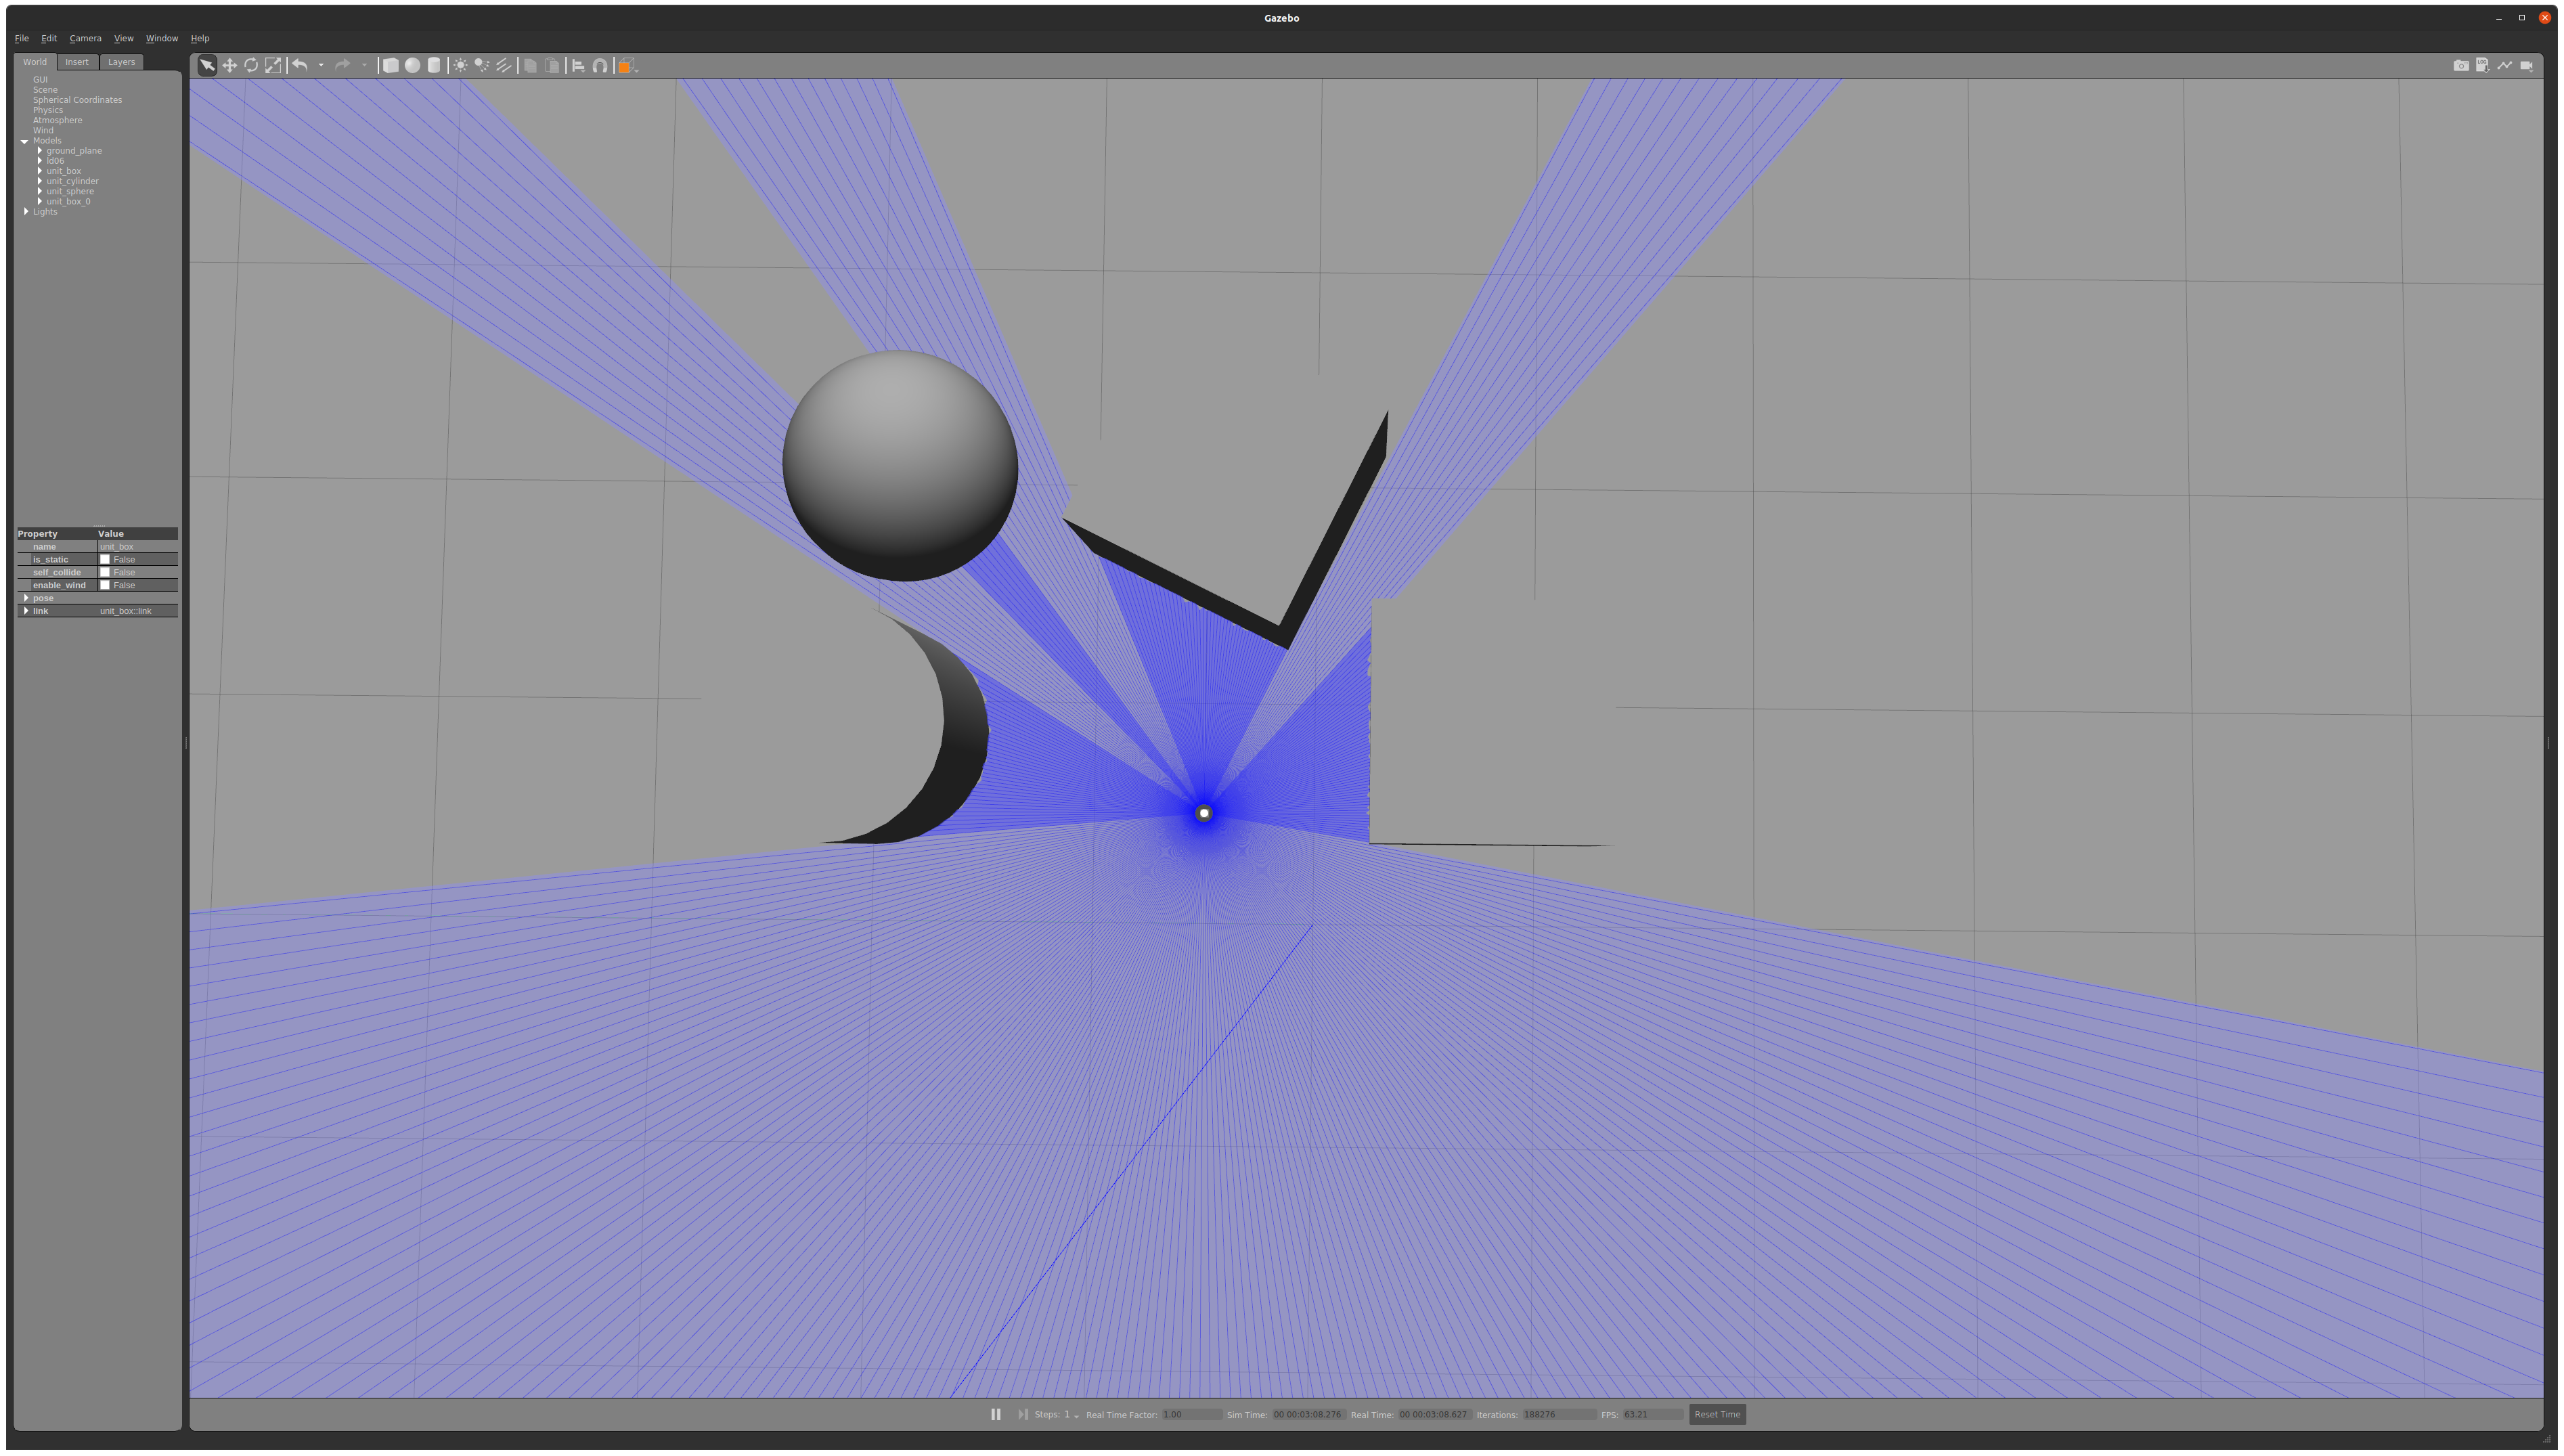 Gazebo
File Edit Camera View Window Help
World Insert Layers
GUI
Scene
Spherical Coordinates
Physics
Atmosphere
Wind
Models
ground_plane
ld06
unit_box
unit_cylinder
unit_sphere
unit_box_0
Lights
Property Value
name unit_box
is_static False
self_collide False
enable_wind False
pose
link unit_box::link
Steps: 1 Real Time Factor: 1.00 Sim Time: 00 00:03:08.276 Real Time: 00 00:03:08.627 Iterations: 188276 FPS: 63.21 Reset Time